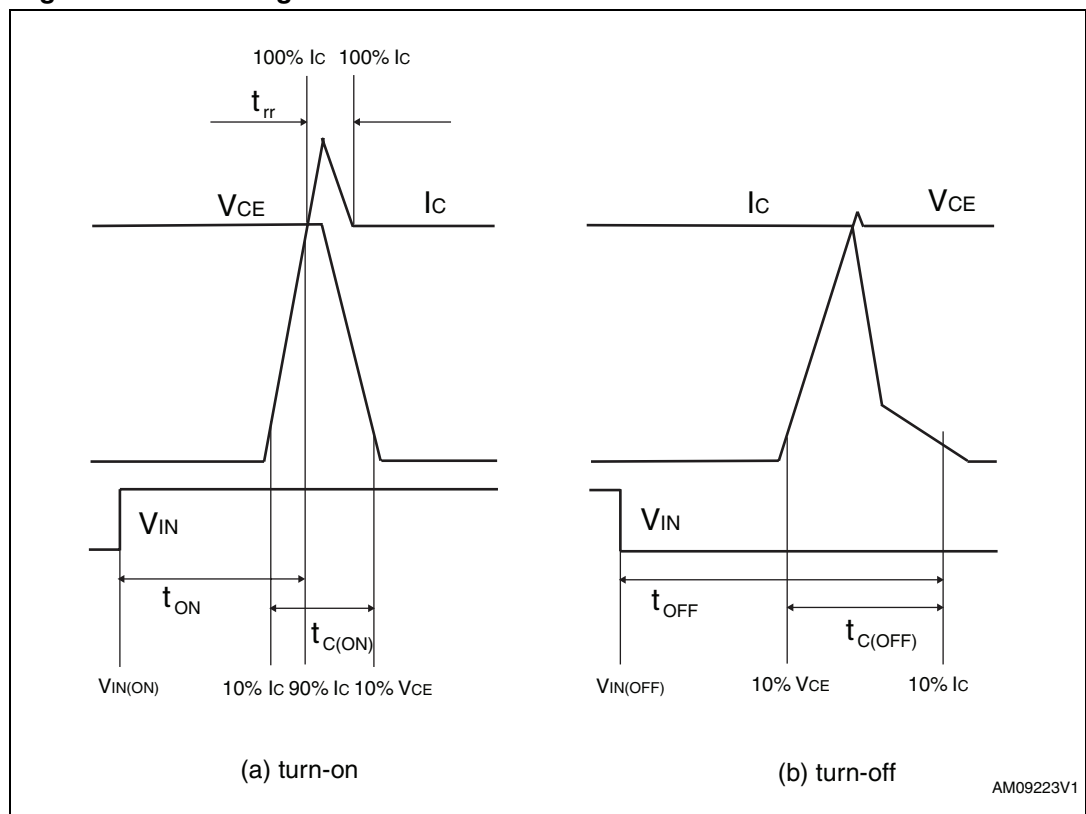 100% IC 100% IC
trr
VCE IC
IC VCE
VIN
VIN
tON
tC(ON)
tOFF
tC(OFF)
VIN(ON) 10% IC 90% IC 10% VCE
VIN(OFF) 10% VCE 10% IC
(a) turn-on
(b) turn-off
AM09223V1